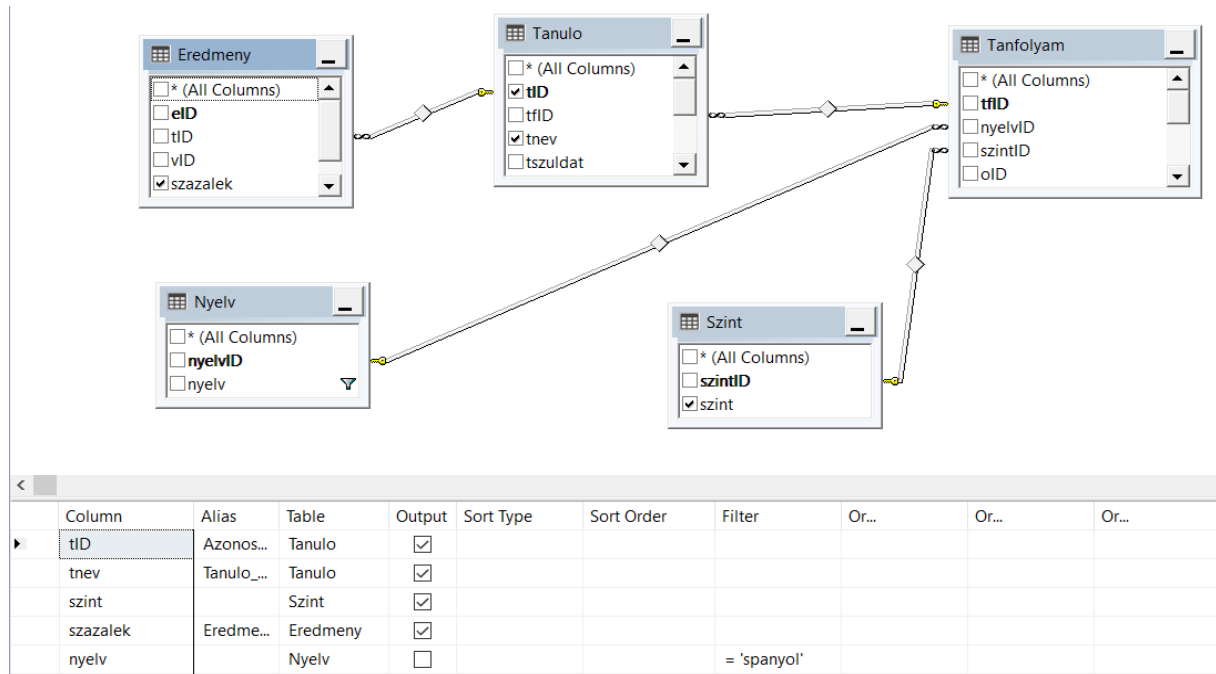 Eredmeny
* (All Columns)
eID
tID
vID
szazalek
Tanulo
* (All Columns)
tID
tfID
tnev
tszuldat
Tanfolyam
* (All Columns)
tfID
nyelvID
szintID
oID
Nyelv
* (All Columns)
nyelvID
nyelv
Szint
* (All Columns)
szintID
szint
Column Alias Table Output Sort Type Sort Order Filter Or... Or... Or...
tID Azonos... Tanulo
tnev Tanulo_... Tanulo
szint Szint
szazalek Eredme... Eredmeny
nyelv Nyelv = 'spanyol'